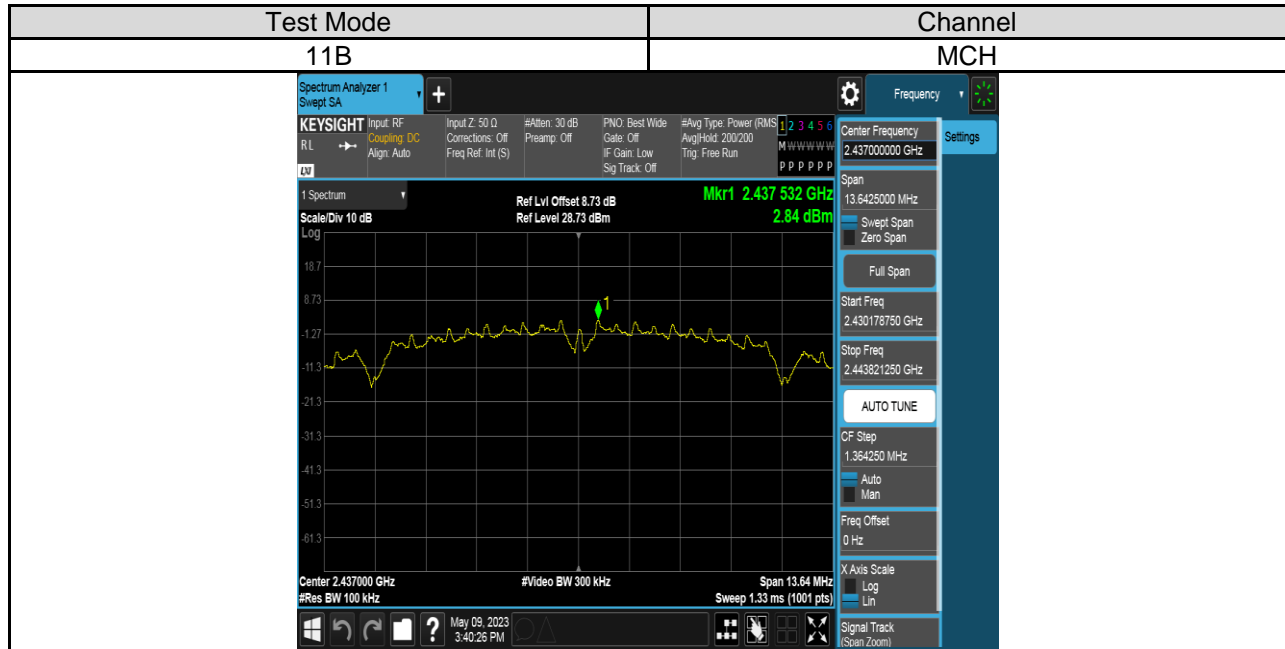 Test Mode
Channel
11B
MCH
Spectrum Analyzer 1
Swept SA
+
Frequency
KEYSIGHT
RL
LXI
Input: RF
Coupling: DC
Align: Auto
Input Z: 50 Ω
Corrections: Off
Freq Ref: Int (S)
#Atten: 30 dB
Preamp: Off
PNO: Best Wide
Gate: Off
IF Gain: Low
Sig Track: Off
#Avg Type: Power (RMS
Avg|Hold: 200/200
Trig: Free Run
1 2 3 4 5 6
M W W W W W
P P P P P P
Settings
Center Frequency
2.437000000 GHz
Span
13.6425000 MHz
Swept Span
Zero Span
Full Span
Start Freq
2.430178750 GHz
Stop Freq
2.443821250 GHz
AUTO TUNE
CF Step
1.364250 MHz
Auto
Man
Freq Offset
0 Hz
X Axis Scale
Log
Lin
Signal Track
(Span Zoom)
1 Spectrum
Scale/Div 10 dB
Ref Lvl Offset 8.73 dB
Ref Level 28.73 dBm
Mkr1 2.437 532 GHz
2.84 dBm
Log
18.7
8.73
-1.27
-11.3
-21.3
-31.3
-41.3
-51.3
-61.3
1
Center 2.437000 GHz
#Res BW 100 kHz
#Video BW 300 kHz
Span 13.64 MHz
Sweep 1.33 ms (1001 pts)
?
May 09, 2023
3:40:26 PM